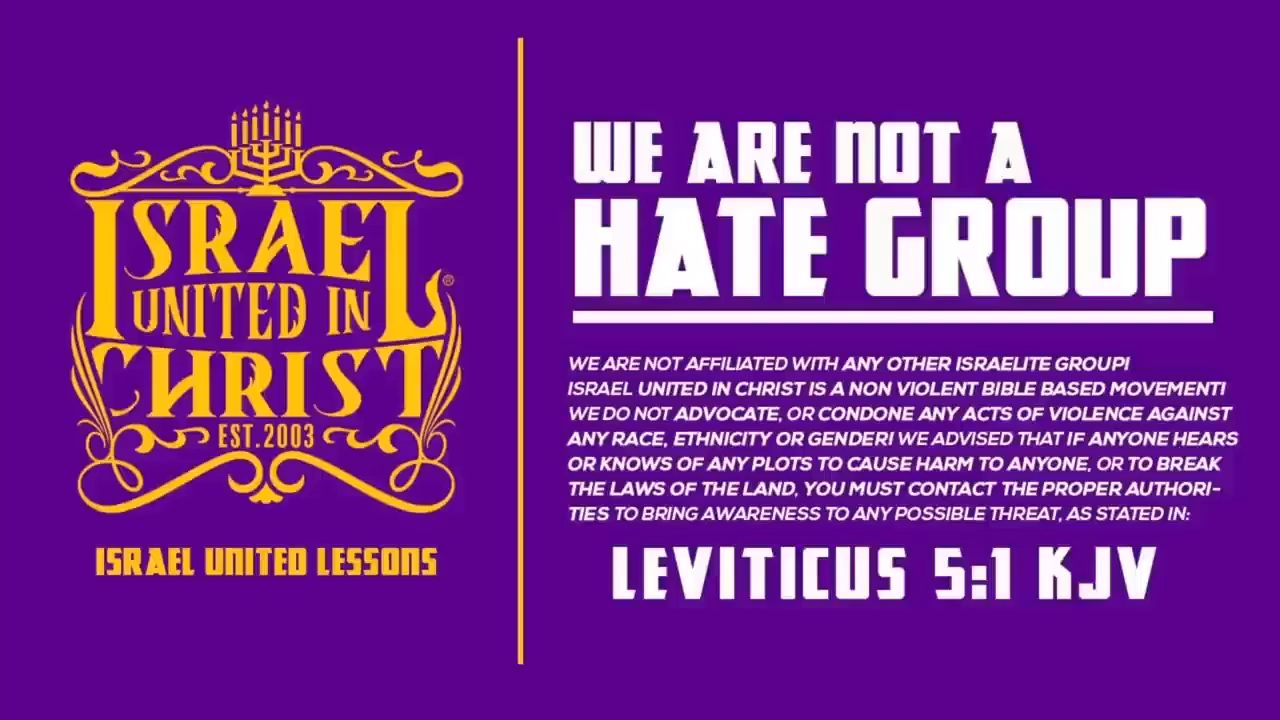 ISRAEL
UNITED IN
CHRIST
EST.2003
ISRAEL UNITED LESSONS
WE ARE NOT A
HATE GROUP
WE ARE NOT AFFILIATED WITH ANY OTHER ISRAELITE GROUP!
ISRAEL UNITED IN CHRIST IS A NON VIOLENT BIBLE BASED MOVEMENT!
WE DO NOT ADVOCATE, OR CONDONE ANY ACTS OF VIOLENCE AGAINST
ANY RACE, ETHNICITY OR GENDER! WE ADVISED THAT IF ANYONE HEARS
OR KNOWS OF ANY PLOTS TO CAUSE HARM TO ANYONE, OR TO BREAK
THE LAWS OF THE LAND, YOU MUST CONTACT THE PROPER AUTHORI-
TIES TO BRING AWARENESS TO ANY POSSIBLE THREAT, AS STATED IN:
LEVITICUS 5:1 KJV